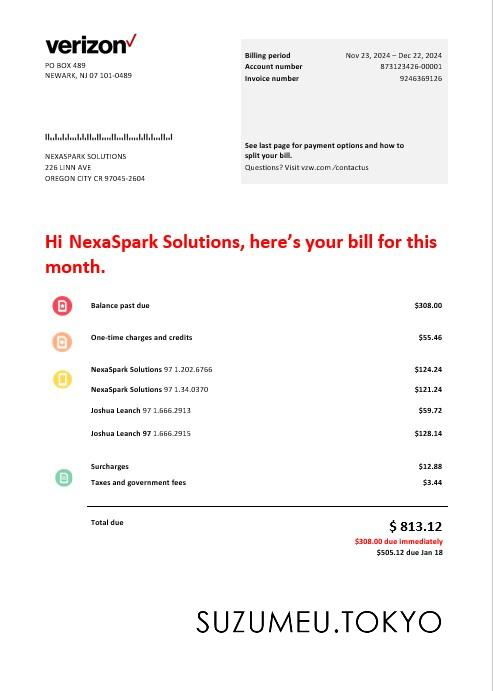 verizon
PO BOX 489
NEWARK, NJ 07 101-0489
Billing period Nov 23, 2024 – Dec 22, 2024
Account number 873123426-00001
Invoice number 9246369126
NEXASPARK SOLUTIONS
226 LINN AVE
OREGON CITY CR 97045-2604
See last page for payment options and how to
split your bill.
Questions? Visit vzw.com/contactus
Hi NexaSpark Solutions, here's your bill for this
month.
Balance past due $308.00
One-time charges and credits $55.46
NexaSpark Solutions 97 1.202.6766 $124.24
NexaSpark Solutions 97 1.34.0370 $121.24
Joshua Leanch 97 1.666.2913 $59.72
Joshua Leanch 97 1.666.2915 $128.14
Surcharges $12.88
Taxes and government fees $3.44
Total due $ 813.12
$308.00 due immediately
$505.12 due Jan 18
SUZUMEU.TOKYO